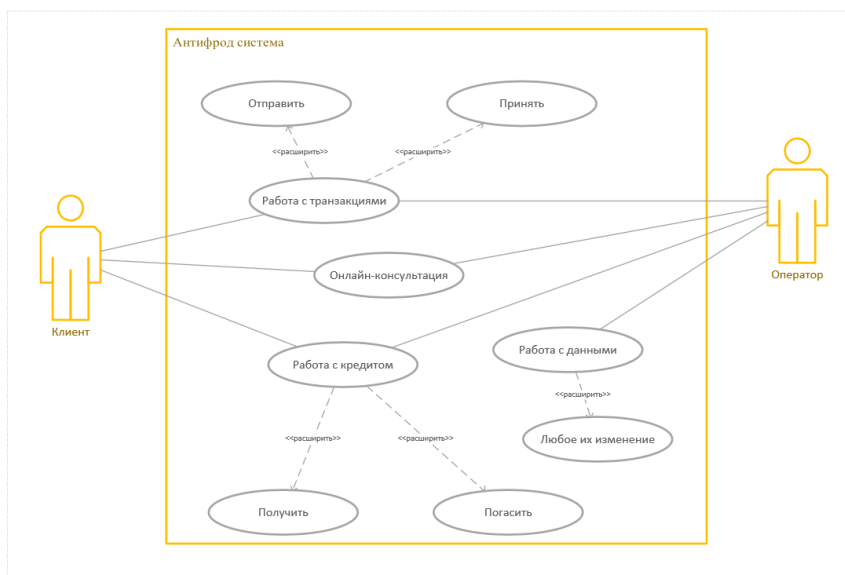 Антифрод система
Отправить
Принять
<<расширить>>
<<расширить>>
Работа с транзакциями
Онлайн-консультация
Оператор
Клиент
Работа с кредитом
Работа с данными
<<расширить>>
Любое их изменение
<<расширить>>
<<расширить>>
Получить
Погасить